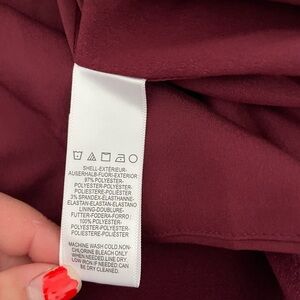 SHELL-EXTÉRIEUR-
AUßERHALB-FUORI-EXTERIOR
97% POLYESTER-
POLYESTER-POLYESTER-
POLIESTERE-POLIÉSTER
3% SPANDEX-ELASTHANNE-
ELASTAN-ELASTAN-ELASTANO
LINING-DOUBLURE-
FUTTER-FODERA-FORRO:
100% POLYESTER-
POLYESTER-POLYESTER-
POLIESTERE-POLIÉSTER
MACHINE WASH COLD.NON-
CHLORINE BLEACH ONLY
WHEN NEEDED.LINE DRY.
LOW IRON IF NEEDED.CAN
BE DRY CLEANED.